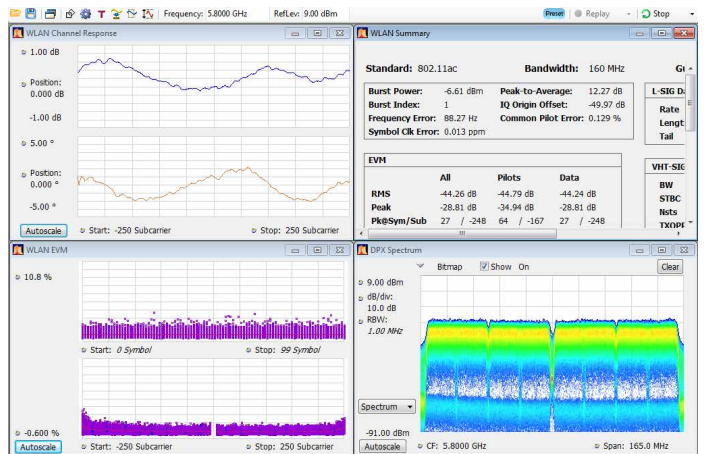 Frequency: 5.8000 GHz RefLev: 9.00 dBm Preset Replay Stop
WLAN Channel Response
1.00 dB
Position:
0.000 dB
-1.00 dB
5.00 °
Position:
0.000 °
-5.00 °
Autoscale Start: -250 Subcarrier Stop: 250 Subcarrier
WLAN Summary
Standard: 802.11ac Bandwidth: 160 MHz
Burst Power: -6.61 dBm Peak-to-Average: 12.27 dB
Burst Index: 1 IQ Origin Offset: -49.97 dB
Frequency Error: 88.27 Hz Common Pilot Error: 0.129 %
Symbol Clk Error: 0.013 ppm
L-SIG Da
Rate
Lengt
Tail
EVM
All Pilots Data
RMS -44.26 dB -44.79 dB -44.24 dB
Peak -28.81 dB -34.94 dB -28.81 dB
Pk@Sym/Sub 27 / -248 64 / -167 27 / -248
VHT-SIG
BW
STBC
Nsts
TXOPF
WLAN EVM
10.8 %
Start: 0 Symbol Stop: 99 Symbol
-0.600 %
Autoscale Start: -250 Subcarrier Stop: 250 Subcarrier
DPX Spectrum
Bitmap Show On Clear
9.00 dBm
dB/div:
10.0 dB
RBW:
1.00 MHz
Spectrum
-91.00 dBm
Autoscale CF: 5.8000 GHz Span: 165.0 MHz